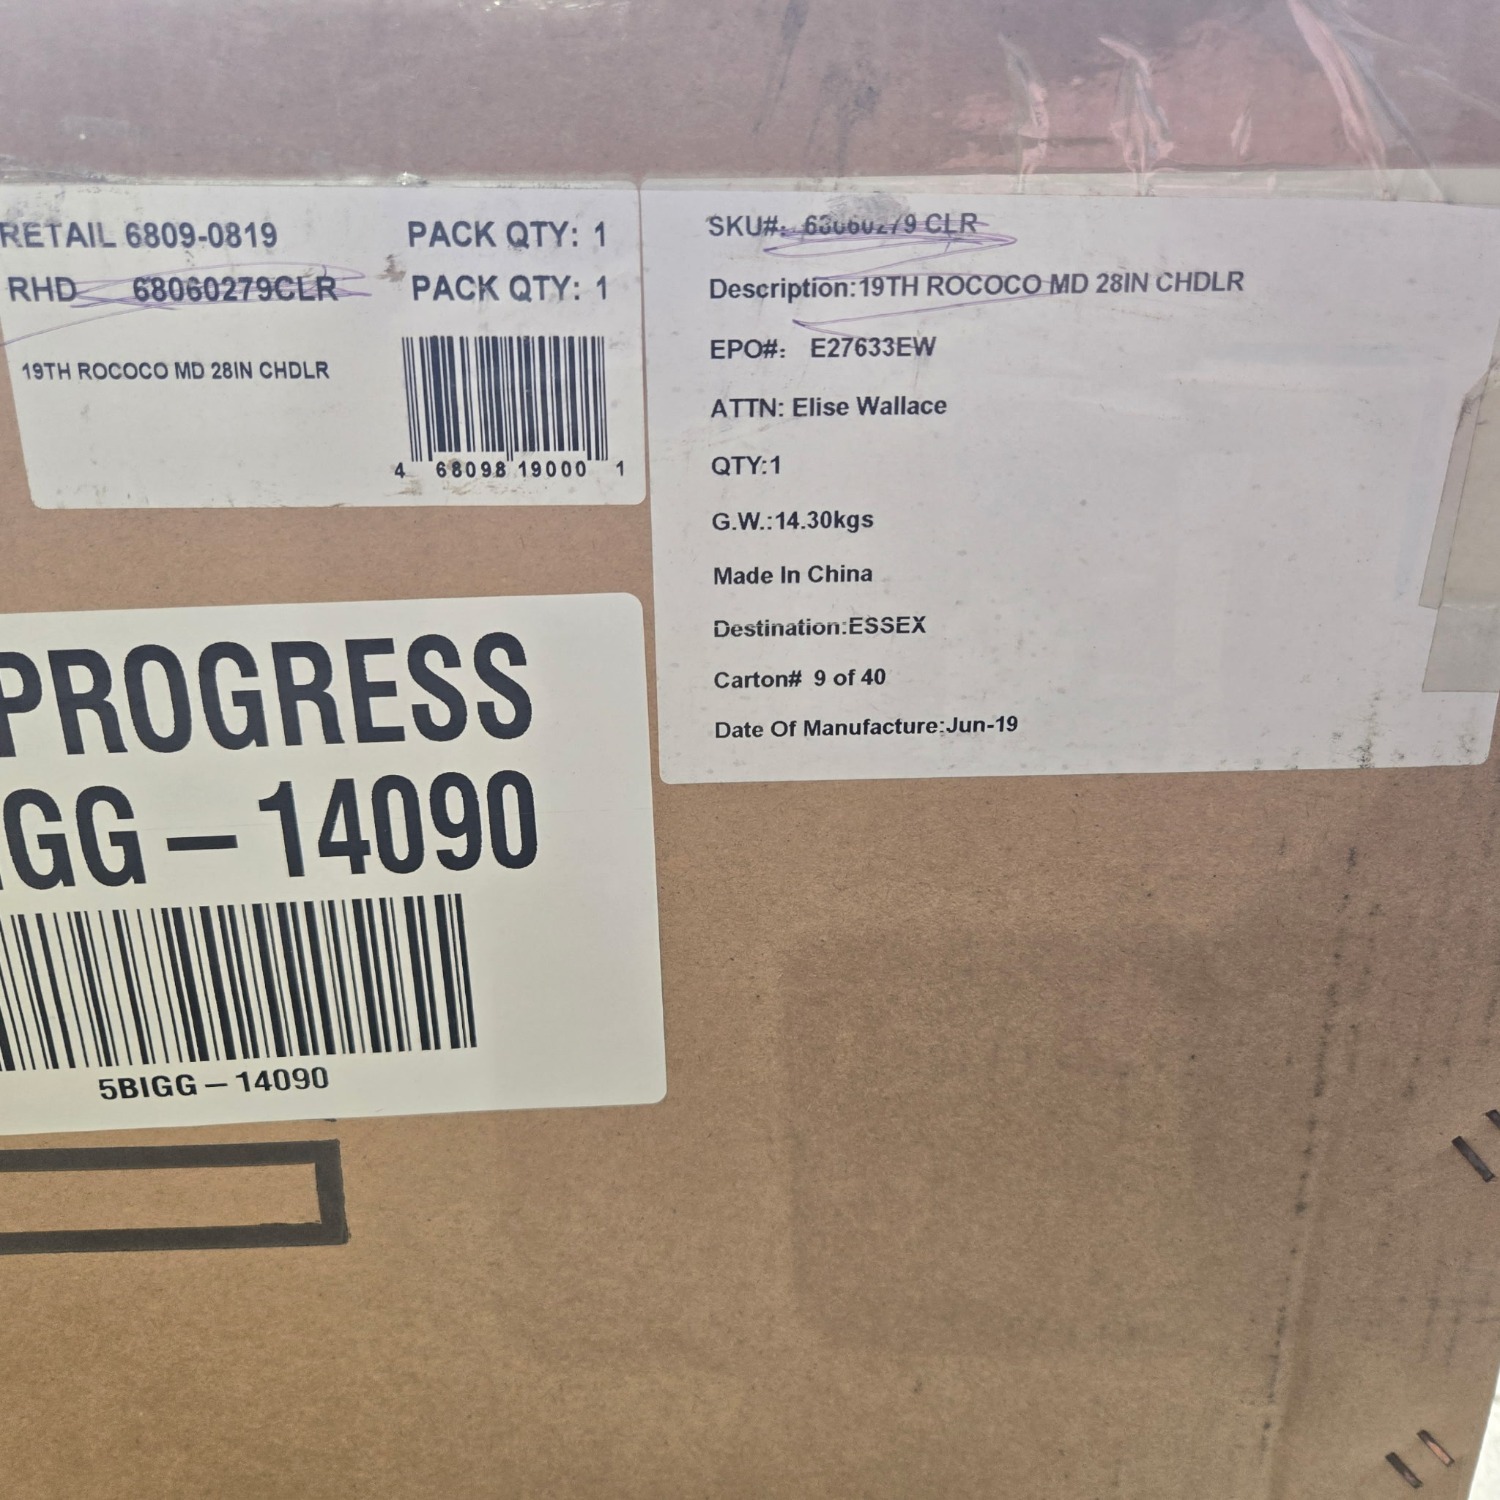 RETAIL 6809-0819 PACK QTY: 1
RHD 68060279CLR PACK QTY: 1
19TH ROCOCO MD 28IN CHDLR
4 68098 19000 1
SKU#: 68060279 CLR
Description:19TH ROCOCO MD 28IN CHDLR
EPO#: E27633EW
ATTN: Elise Wallace
QTY:1
G.W.:14.30kgs
Made In China
Destination:ESSEX
Carton# 9 of 40
Date Of Manufacture:Jun-19
PROGRESS
IGG – 14090
5BIGG – 14090